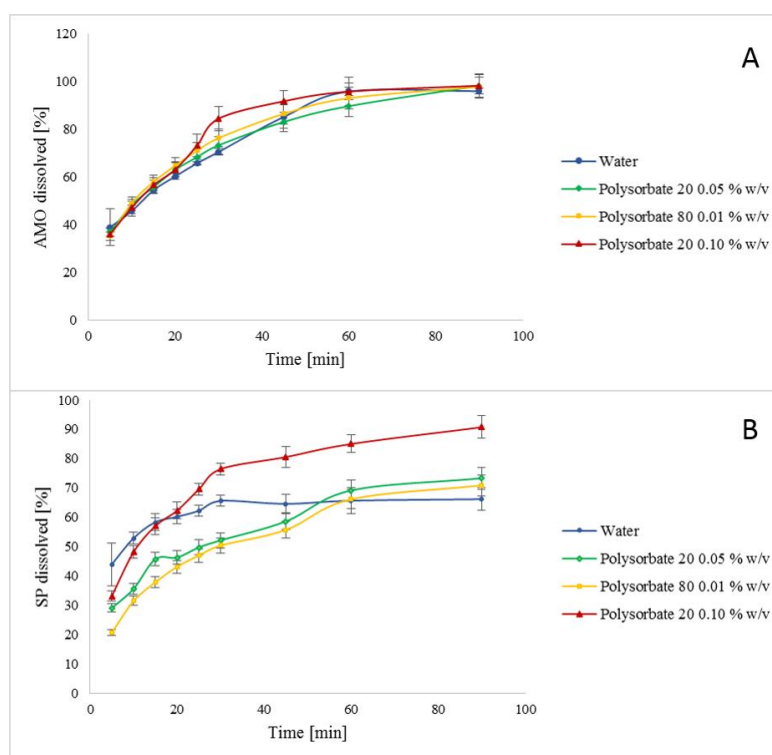 A
120
100
80
60
40
20
0
AMO dissolved [%]
0 20 40 60 80 100
Time [min]
Water
Polysorbate 20 0.05 % w/v
Polysorbate 80 0.01 % w/v
Polysorbate 20 0.10 % w/v
B
100
90
80
70
60
50
40
30
20
10
0
SP dissolved [%]
0 20 40 60 80 100
Time [min]
Water
Polysorbate 20 0.05 % w/v
Polysorbate 80 0.01 % w/v
Polysorbate 20 0.10 % w/v